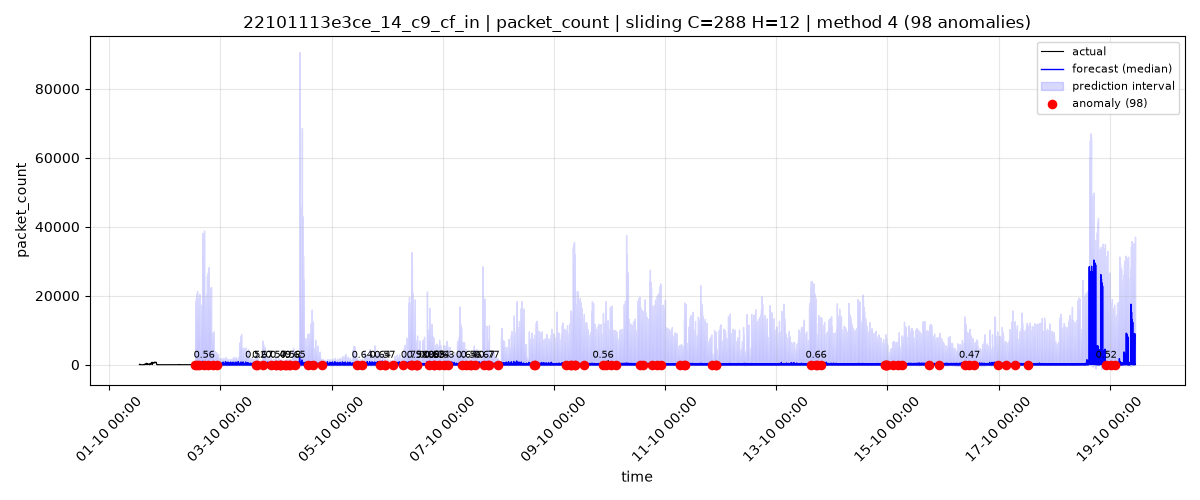 22101113e3ce_14_c9_cf_in | packet_count | sliding C=288 H=12 | method 4 (98 anomalies)
actual
forecast (median)
prediction interval
anomaly (98)
packet_count
80000
60000
40000
20000
0
0.56
0.56
0.66
0.47
0.52
01-10 00:00
03-10 00:00
05-10 00:00
07-10 00:00
09-10 00:00
11-10 00:00
13-10 00:00
15-10 00:00
17-10 00:00
19-10 00:00
time